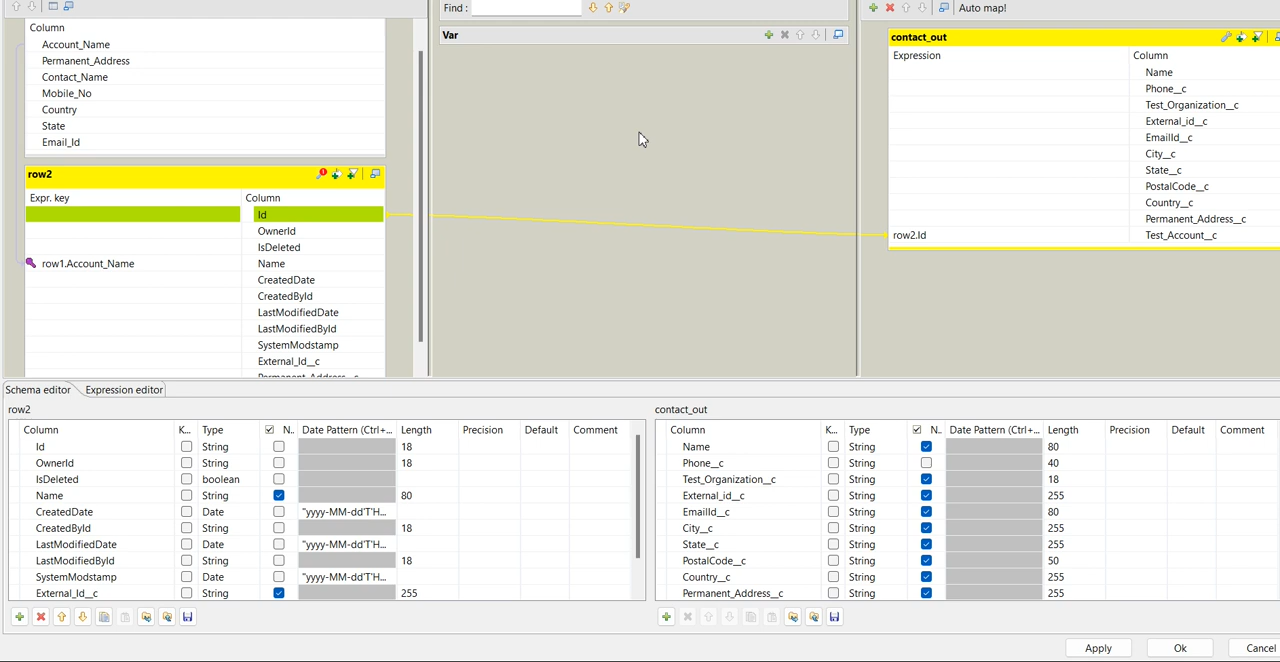 Find :
Auto map!
Column
Account_Name
Permanent_Address
Contact_Name
Mobile_No
Country
State
Email_Id
row2
Expr. key Column
Id
OwnerId
IsDeleted
row1.Account_Name Name
CreatedDate
CreatedById
LastModifiedDate
LastModifiedById
SystemModstamp
External_Id__c
Permanent_Address__c
Var
contact_out
Expression Column
Name
Phone__c
Test_Organization__c
External_id__c
EmailId__c
City__c
State__c
PostalCode__c
Country__c
Permanent_Address__c
row2.Id Test_Account__c
Schema editor Expression editor
row2
Column K... Type N.. Date Pattern (Ctrl+... Length Precision Default Comment
Id String 18
OwnerId String 18
IsDeleted boolean
Name String 80
CreatedDate Date "yyyy-MM-dd'T'H...
CreatedById String 18
LastModifiedDate Date "yyyy-MM-dd'T'H...
LastModifiedById String 18
SystemModstamp Date "yyyy-MM-dd'T'H...
External_Id__c String 255
contact_out
Column K... Type N.. Date Pattern (Ctrl+... Length Precision Default Comment
Name String 80
Phone__c String 40
Test_Organization__c String 18
External_id__c String 255
EmailId__c String 80
City__c String 255
State__c String 255
PostalCode__c String 50
Country__c String 255
Permanent_Address__c String 255
Apply Ok Cancel